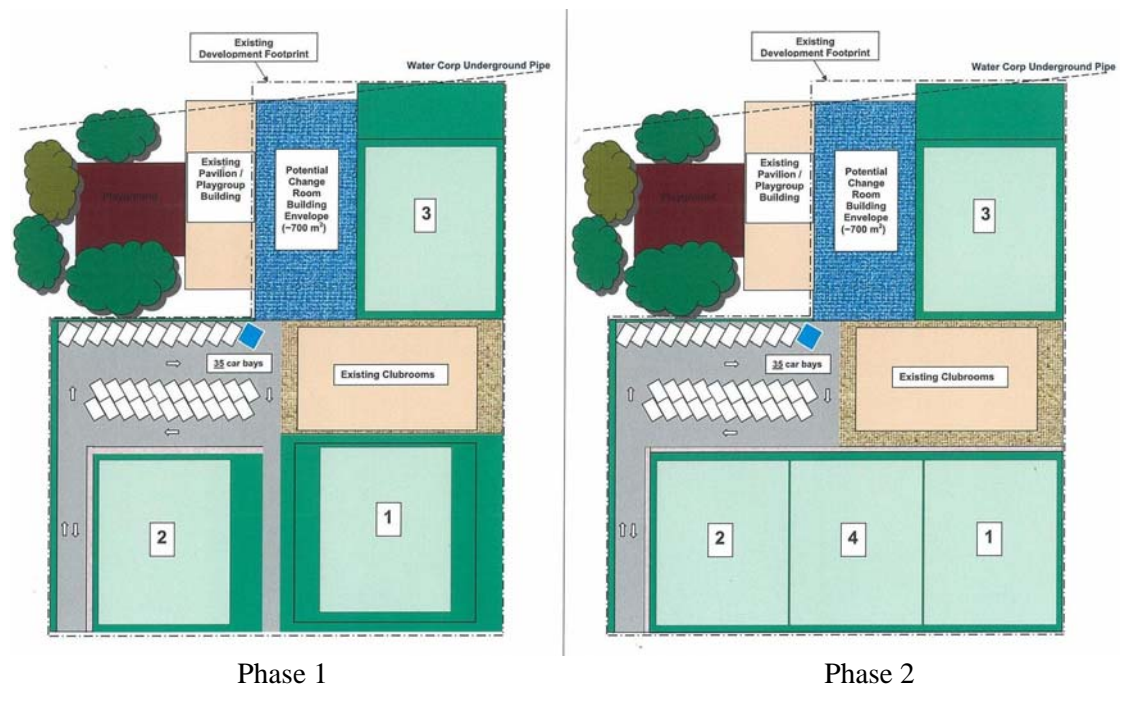 Existing
Development Footprint
Water Corp Underground Pipe
Existing
Pavilion /
Playgroup
Building
Potential
Change
Room
Building
Envelope
(~700 m²)
Playground
3
35 car bays
Existing Clubrooms
2
1
Phase 1
Existing
Development Footprint
Water Corp Underground Pipe
Existing
Pavilion /
Playgroup
Building
Potential
Change
Room
Building
Envelope
(~700 m²)
Playground
3
35 car bays
Existing Clubrooms
2
4
1
Phase 2